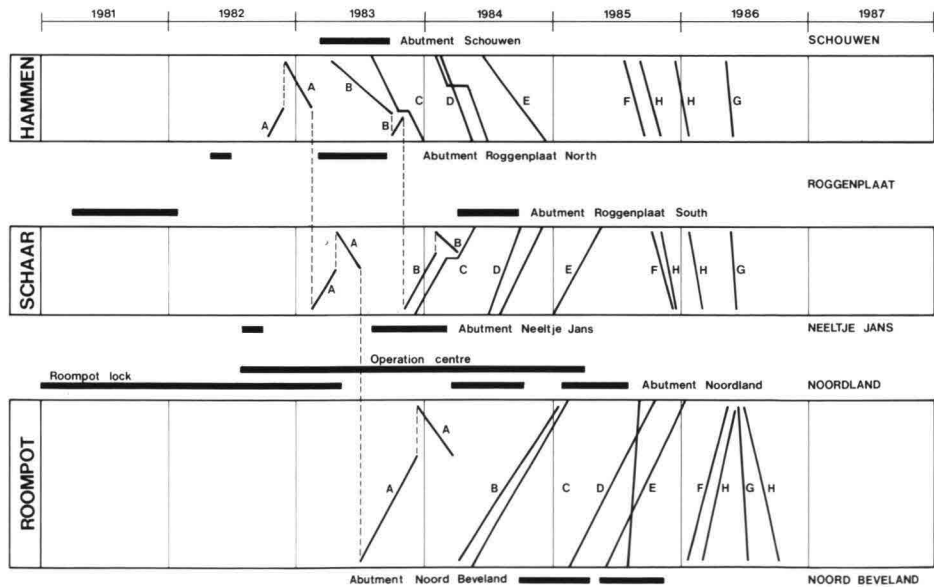 1981 1982 1983 1984 1985 1986 1987
Abutment Schouwen SCHOUWEN
HAMMEN
A A B B C D E F H H G
Abutment Roggenplaat North
ROGGENPLAAT
Abutment Roggenplaat South
SCHAAR
A A B B C D E F H H G
Abutment Neeltje Jans NEELTJE JANS
Operation centre
Roompot lock Abutment Noordland NOORDLAND
ROOMPOT
A A B C D E F H G H
Abutment Noord Beveland NOORD BEVELAND